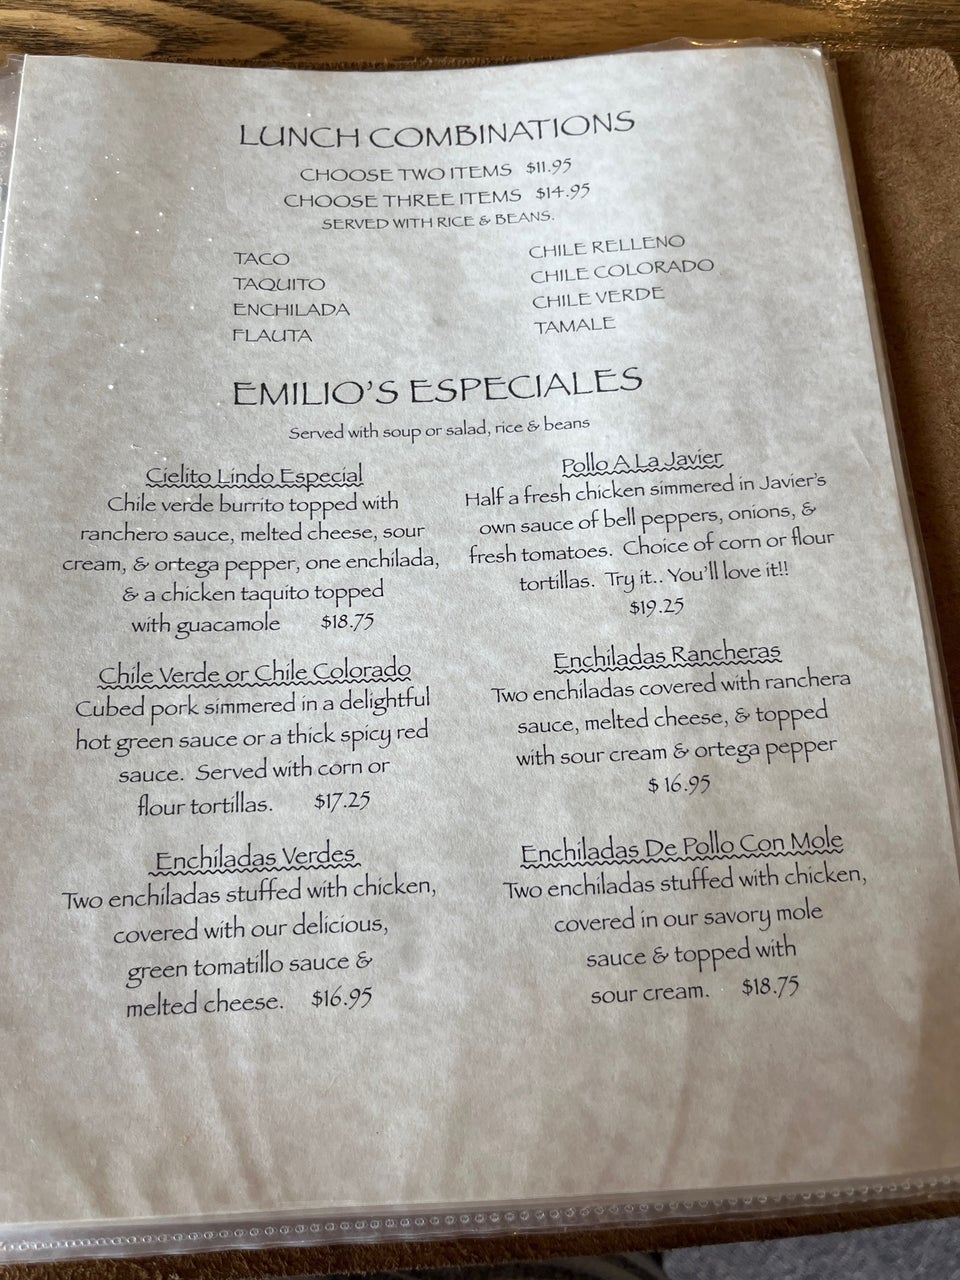 LUNCH COMBINATIONS
CHOOSE TWO ITEMS $11.95
CHOOSE THREE ITEMS $14.95
SERVED WITH RICE & BEANS.
TACO
TAQUITO
ENCHILADA
FLAUTA
CHILE RELLENO
CHILE COLORADO
CHILE VERDE
TAMALE
EMILIO'S ESPECIALES
Served with soup or salad, rice & beans
Cielito Lindo Especial
Chile verde burrito topped with
ranchero sauce, melted cheese, sour
cream, & ortega pepper, one enchilada,
& a chicken taquito topped
with guacamole $18.75
Chile Verde or Chile Colorado
Cubed pork simmered in a delightful
hot green sauce or a thick spicy red
sauce. Served with corn or
flour tortillas. $17.25
Enchiladas Verdes
Two enchiladas stuffed with chicken,
covered with our delicious,
green tomatillo sauce &
melted cheese. $16.95
Pollo A La Javier
Half a fresh chicken simmered in Javier's
own sauce of bell peppers, onions, &
fresh tomatoes. Choice of corn or flour
tortillas. Try it.. You'll love it!!
$19.25
Enchiladas Rancheras
Two enchiladas covered with ranchera
sauce, melted cheese, & topped
with sour cream & ortega pepper
$ 16.95
Enchiladas De Pollo Con Mole
Two enchiladas stuffed with chicken,
covered in our savory mole
sauce & topped with
sour cream. $18.75